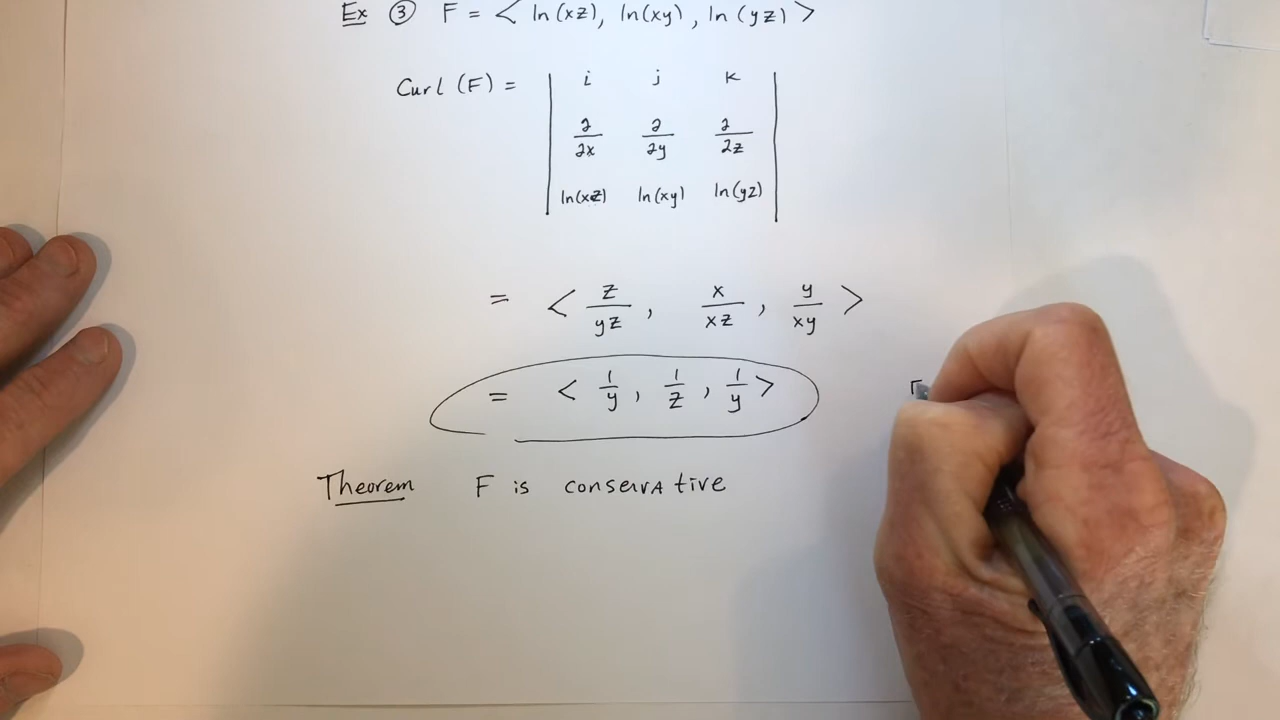 Ex ③ F = < ln(xz), ln(xy), ln(yz) >
Curl (F) = | i j k |
| ∂/∂x ∂/∂y ∂/∂z |
| ln(xz) ln(xy) ln(yz) |
= < z/yz, x/xz, y/xy >
= < 1/y, 1/z, 1/y >
Theorem F is conservAtive